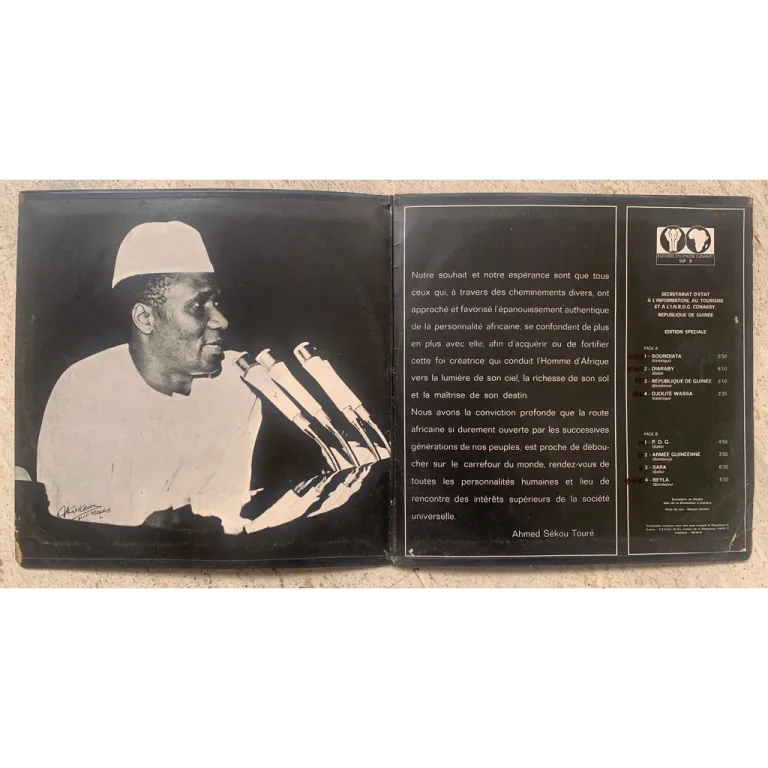 Notre souhait et notre espérance sont que tous
ceux qui, à travers des cheminements divers, ont
approché et favorisé l'épanouissement authentique
de la personnalité africaine, se confondent de plus
en plus avec elle, afin d'acquérir ou de fortifier
cette foi créatrice qui conduit l'Homme d'Afrique
vers la lumière de son ciel, la richesse de son sol
et la maîtrise de son destin.
Nous avons la conviction profonde que la route
africaine si durement ouverte par les successives
générations de nos peuples, est proche de débou-
cher sur le carrefour du monde, rendez-vous de
toutes les personnalités humaines et lieu de
rencontre des intérêts supérieurs de la société
universelle.
Ahmed Sékou Touré
EDITIONS SYLIPHONE CONAKRY
SLP 8
SECRETARIAT D'ETAT
A L'INFORMATION, AU TOURISME
ET A L'I.N.R.D.G. CONAKRY,
REPUBLIQUE DE GUINEE
EDITION SPECIALE
FACE A
1 - SOUNDIATA
2 - DIARABY
3 - RÉPUBLIQUE DE GUINÉE
4 - DJOLITÉ WASSA
FACE B
1 - P. D. G.
2 - ARMÉE GUINÉENNE
3 - SARA
4 - BEYLA